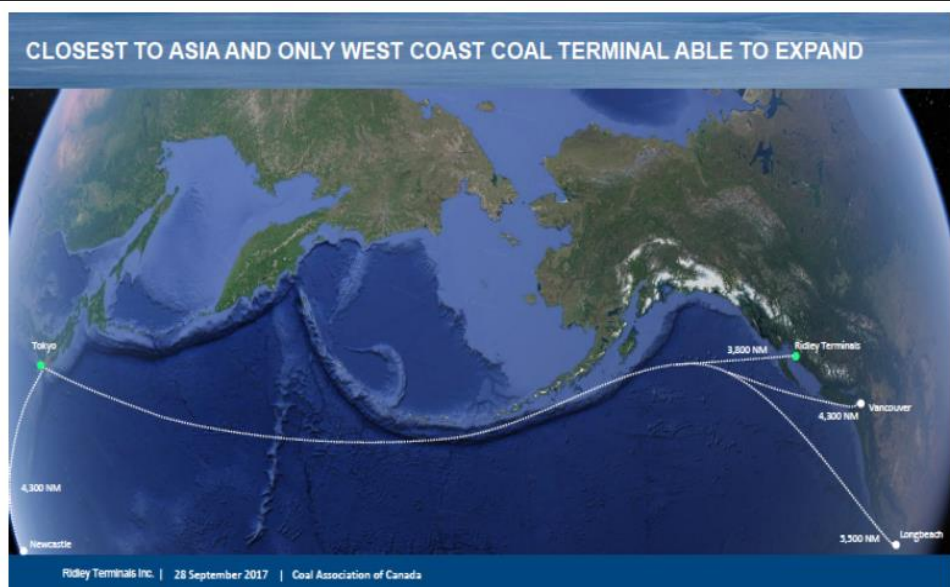 CLOSEST TO ASIA AND ONLY WEST COAST COAL TERMINAL ABLE TO EXPAND
Tokyo
3,800 NM
Ridley Terminals
4,300 NM
Vancouver
4,300 NM
5,500 NM
Longbeach
Newcastle
Ridley Terminals Inc. | 28 September 2017 | Coal Association of Canada